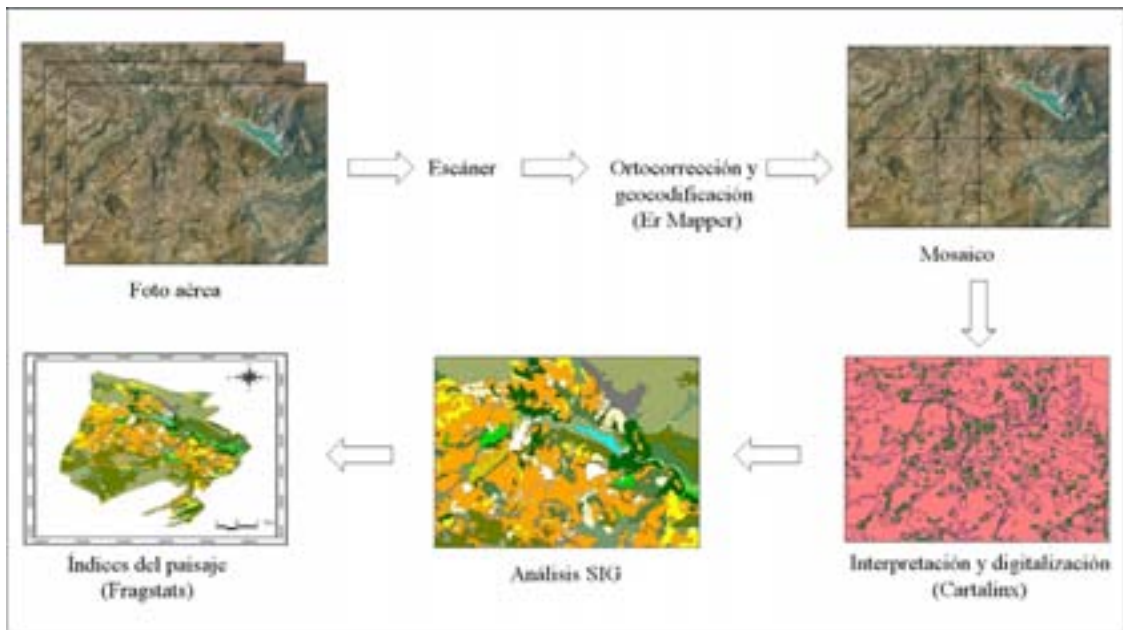 Foto aérea
Escáner
Ortocorrección y
geocodificación
(Er Mapper)
Mosaico
Interpretación y digitalización
(Cartalinx)
Análisis SIG
Índices del paisaje
(Fragstats)